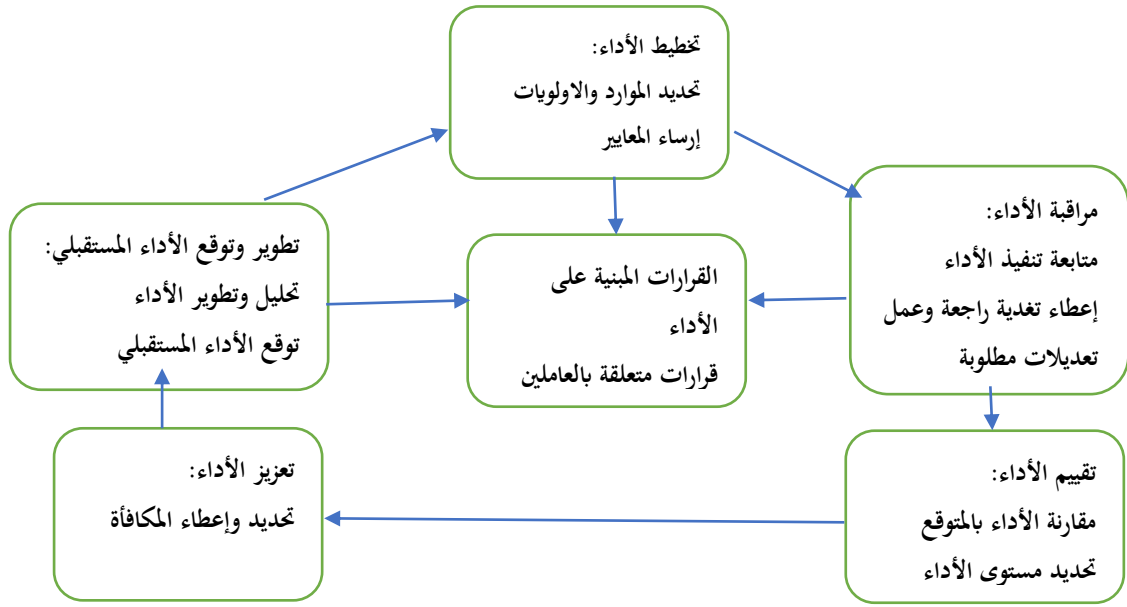 تخطيط الأداء:
تحديد الموارد والاولويات
إرساء المعايير
مراقبة الأداء:
متابعة تنفيذ الأداء
إعطاء تغدية راجعة وعمل
تعديلات مطلوبة
تطوير وتوقع الأداء المستقبلي:
تحليل وتطوير الأداء
توقع الأداء المستقبلي
القرارات المبنية على
الأداء
قرارات متعلقة بالعاملين
تقييم الأداء:
مقارنة الأداء بالمتوقع
تحديد مستوى الأداء
تعزيز الأداء:
تحديد وإعطاء المكافأة